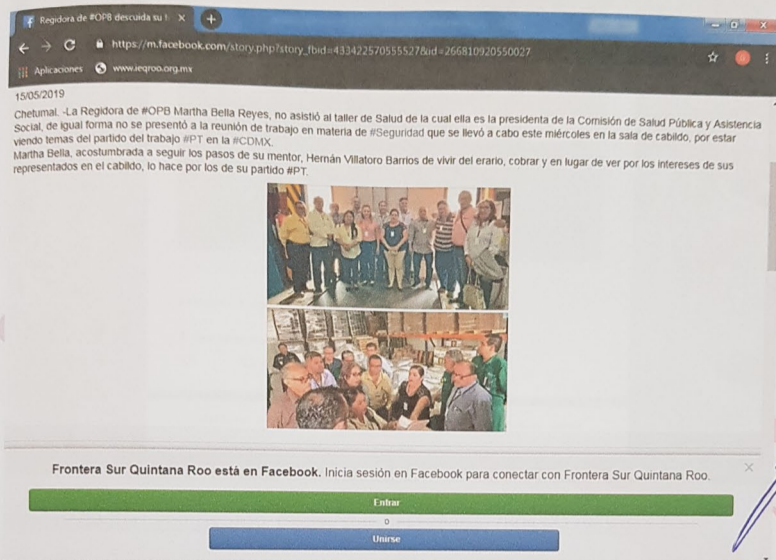 Regidora de #OPB descuida su
https://m.facebook.com/story.php?story_fbid=433422570555527&id=266810920550027
Aplicaciones
www.ieqroo.org.mx
15/05/2019
Chetumal. -La Regidora de #OPB Martha Bella Reyes, no asistió al taller de Salud de la cual ella es la presidenta de la Comisión de Salud Pública y Asistencia
Social, de igual forma no se presentó a la reunión de trabajo en materia de #Seguridad que se llevó a cabo este miércoles en la sala de cabildo, por estar
viendo temas del partido del trabajo #PT en la #CDMX.
Martha Bella, acostumbrada a seguir los pasos de su mentor, Hernán Villatoro Barrios de vivir del erario, cobrar y en lugar de ver por los intereses de sus
representados en el cabildo, lo hace por los de su partido #PT.
Frontera Sur Quintana Roo está en Facebook. Inicia sesión en Facebook para conectar con Frontera Sur Quintana Roo.
Entrar
o
Unirse